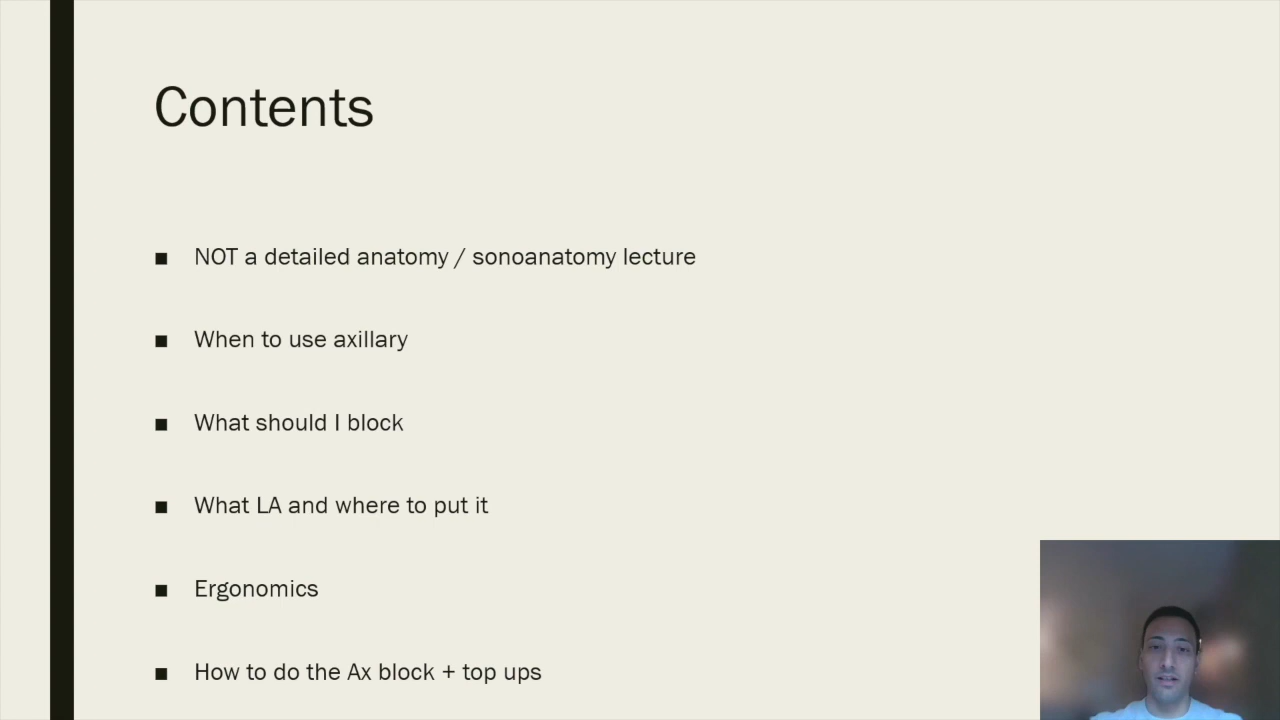 Contents
NOT a detailed anatomy / sonoanatomy lecture
When to use axillary
What should I block
What LA and where to put it
Ergonomics
How to do the Ax block + top ups